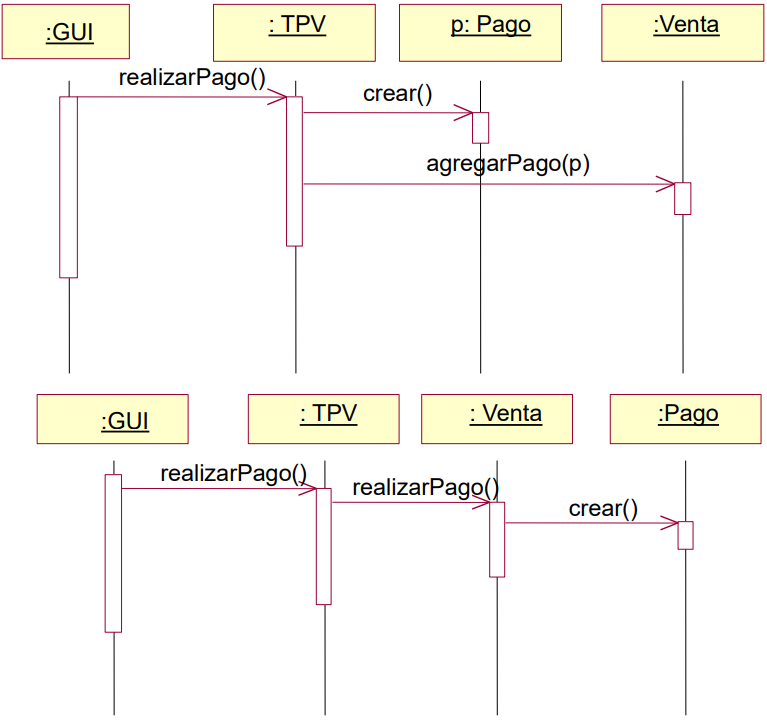 :GUI
: TPV
p: Pago
:Venta
realizarPago()
crear()
agregarPago(p)
:GUI
: TPV
: Venta
:Pago
realizarPago()
realizarPago()
crear()